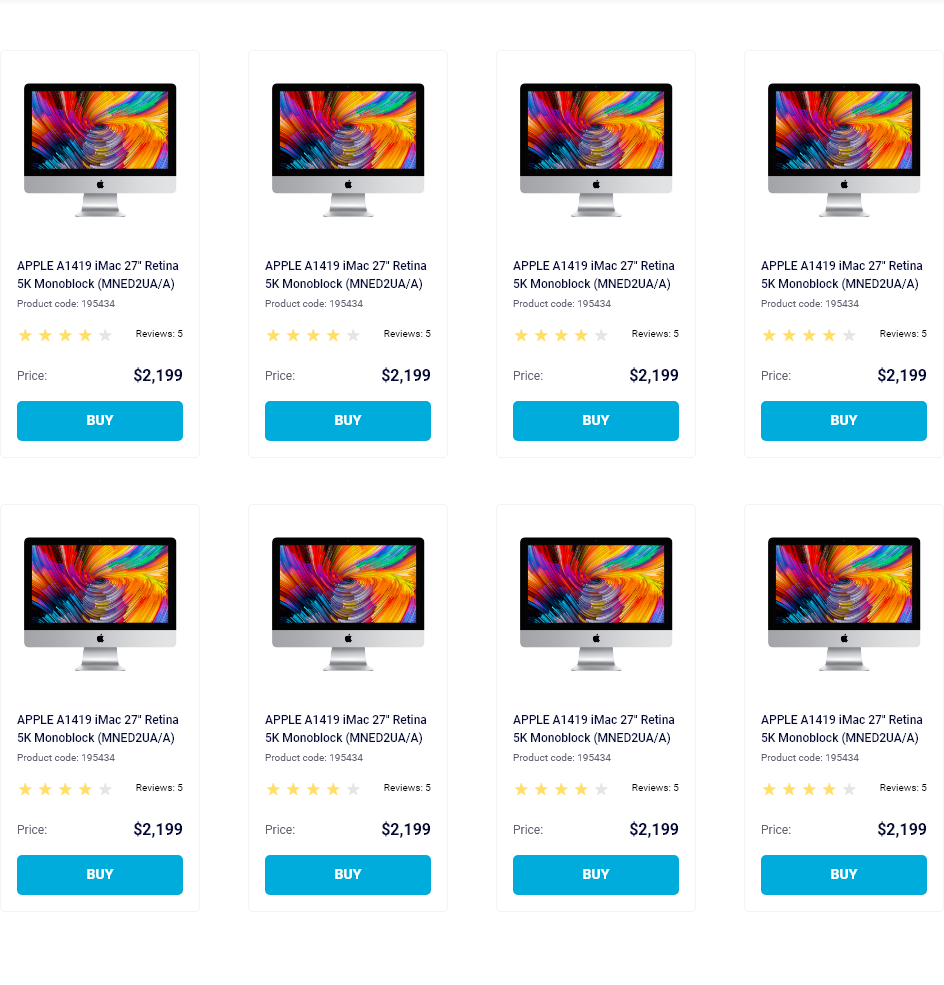 APPLE A1419 iMac 27" Retina
5K Monoblock (MNED2UA/A)
Product code: 195434
Reviews: 5
Price: $2,199
BUY
APPLE A1419 iMac 27" Retina
5K Monoblock (MNED2UA/A)
Product code: 195434
Reviews: 5
Price: $2,199
BUY
APPLE A1419 iMac 27" Retina
5K Monoblock (MNED2UA/A)
Product code: 195434
Reviews: 5
Price: $2,199
BUY
APPLE A1419 iMac 27" Retina
5K Monoblock (MNED2UA/A)
Product code: 195434
Reviews: 5
Price: $2,199
BUY
APPLE A1419 iMac 27" Retina
5K Monoblock (MNED2UA/A)
Product code: 195434
Reviews: 5
Price: $2,199
BUY
APPLE A1419 iMac 27" Retina
5K Monoblock (MNED2UA/A)
Product code: 195434
Reviews: 5
Price: $2,199
BUY
APPLE A1419 iMac 27" Retina
5K Monoblock (MNED2UA/A)
Product code: 195434
Reviews: 5
Price: $2,199
BUY
APPLE A1419 iMac 27" Retina
5K Monoblock (MNED2UA/A)
Product code: 195434
Reviews: 5
Price: $2,199
BUY